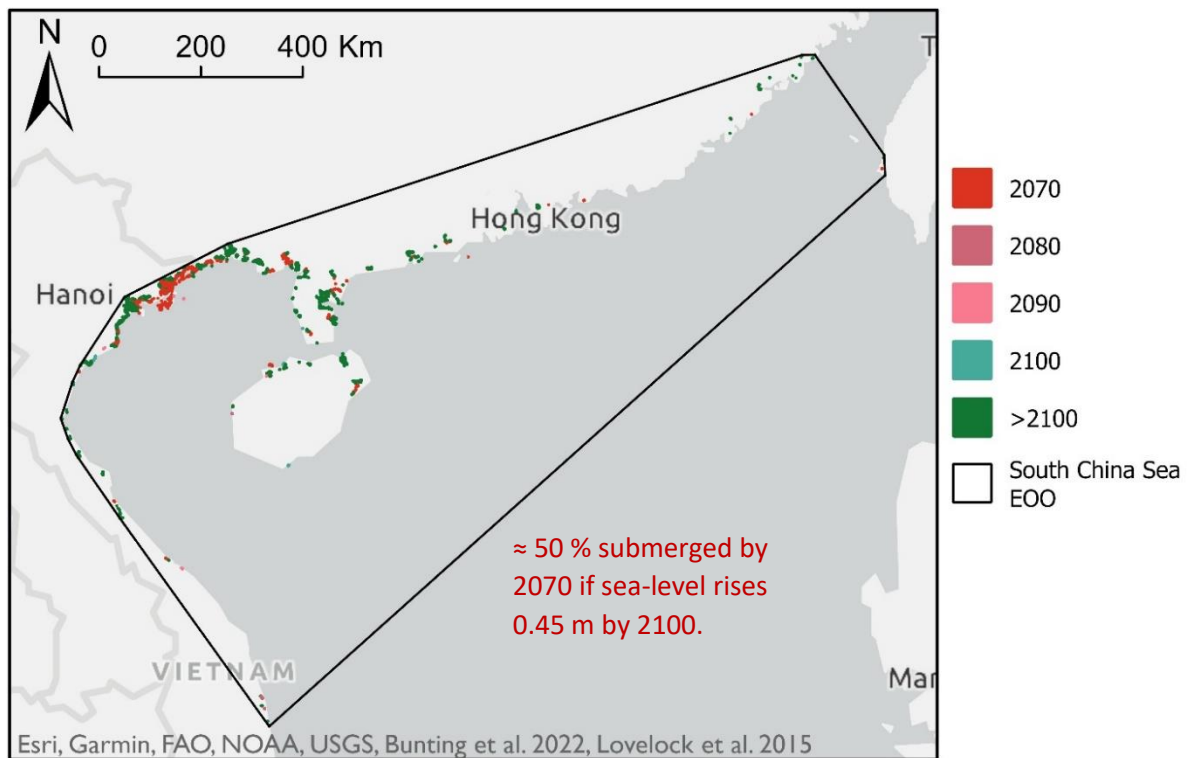 N
0 200 400 Km
T
Hong Kong
Hanoi
VIETNAM
Mar
≈ 50 % submerged by
2070 if sea-level rises
0.45 m by 2100.
Esri, Garmin, FAO, NOAA, USGS, Bunting et al. 2022, Lovelock et al. 2015
2070
2080
2090
2100
>2100
South China Sea
EOO